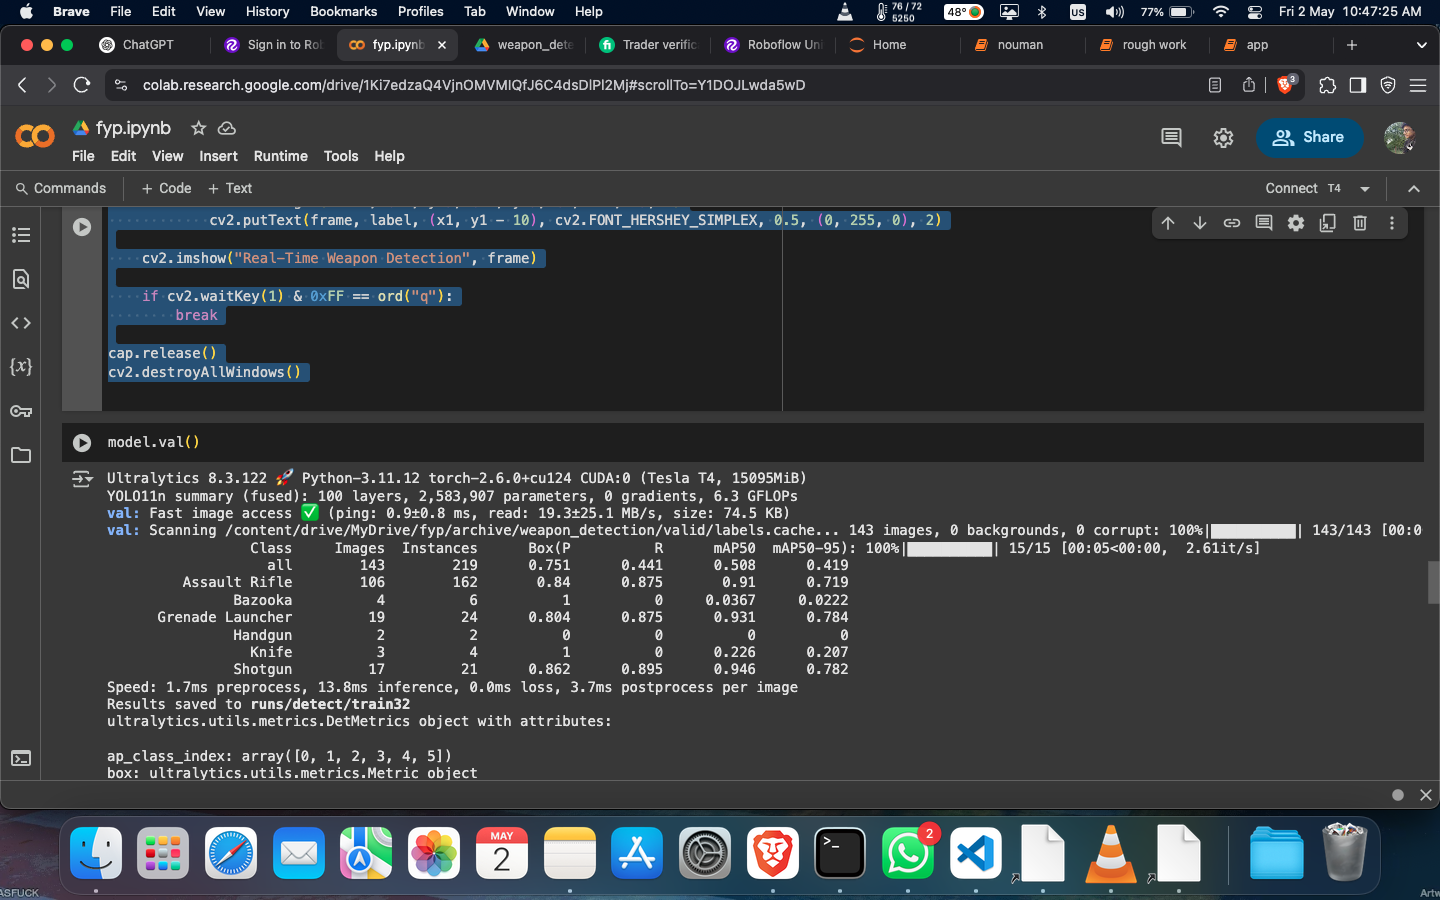 Brave File Edit View History Bookmarks Profiles Tab Window Help 76 / 72 5250 48° US 77% Fri 2 May 10:47:25 AM
ChatGPT Sign in to Rob fyp.ipynb weapon_dete Trader verific Roboflow Uni Home nouman rough work app
colab.research.google.com/drive/1Ki7edzaQ4VjnOMVMIQfJ6C4dsDIPl2Mj#scrollTo=Y1DOJLwda5wD 3
fyp.ipynb
File Edit View Insert Runtime Tools Help
Share
Commands + Code + Text Connect T4
cv2.putText(frame, label, (x1, y1 - 10), cv2.FONT_HERSHEY_SIMPLEX, 0.5, (0, 255, 0), 2)
cv2.imshow("Real-Time Weapon Detection", frame)
if cv2.waitKey(1) & 0xFF == ord("q"):
break
cap.release()
cv2.destroyAllWindows()
model.val()
Ultralytics 8.3.122 🚀 Python-3.11.12 torch-2.6.0+cu124 CUDA:0 (Tesla T4, 15095MiB)
YOLO11n summary (fused): 100 layers, 2,583,907 parameters, 0 gradients, 6.3 GFLOPs
val: Fast image access ✅ (ping: 0.9±0.8 ms, read: 19.3±25.1 MB/s, size: 74.5 KB)
val: Scanning /content/drive/MyDrive/fyp/archive/weapon_detection/valid/labels.cache... 143 images, 0 backgrounds, 0 corrupt: 100%|██████████| 143/143 [00:0
Class Images Instances Box(P R mAP50 mAP50-95): 100%|██████████| 15/15 [00:05<00:00, 2.61it/s]
all 143 219 0.751 0.441 0.508 0.419
Assault Rifle 106 162 0.84 0.875 0.91 0.719
Bazooka 4 6 1 0 0.0367 0.0222
Grenade Launcher 19 24 0.804 0.875 0.931 0.784
Handgun 2 2 0 0 0 0
Knife 3 4 1 0 0.226 0.207
Shotgun 17 21 0.862 0.895 0.946 0.782
Speed: 1.7ms preprocess, 13.8ms inference, 0.0ms loss, 3.7ms postprocess per image
Results saved to runs/detect/train32
ultralytics.utils.metrics.DetMetrics object with attributes:
ap_class_index: array([0, 1, 2, 3, 4, 5])
box: ultralytics.utils.metrics.Metric object
MAY
2
2
ASFUCK
Artw